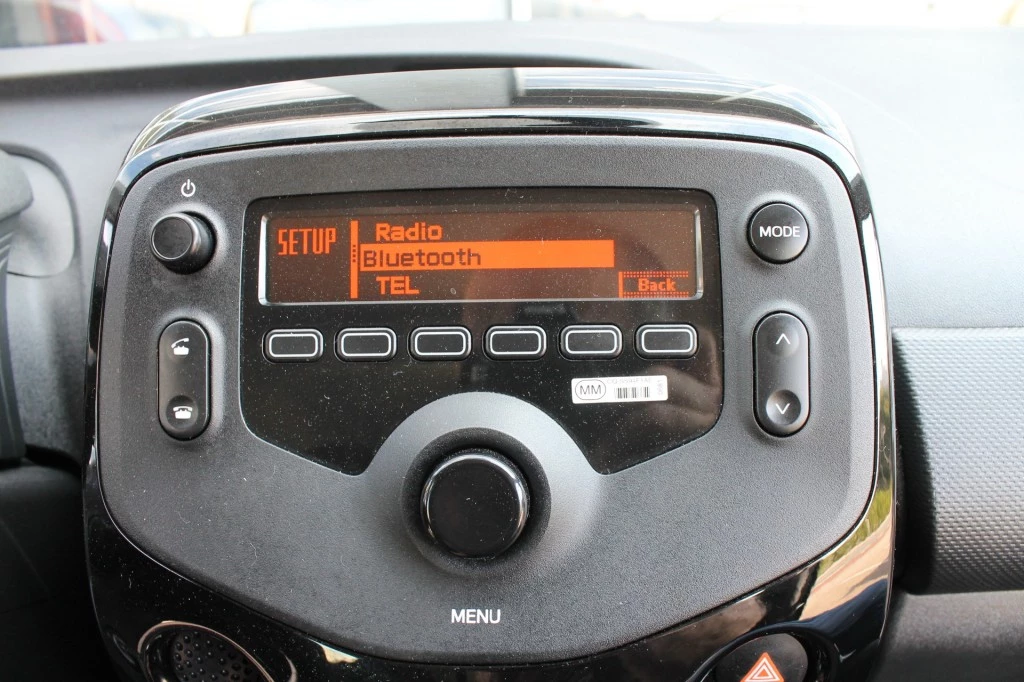 SETUP
Radio
Bluetooth
TEL
Back
MODE
MM
MENU